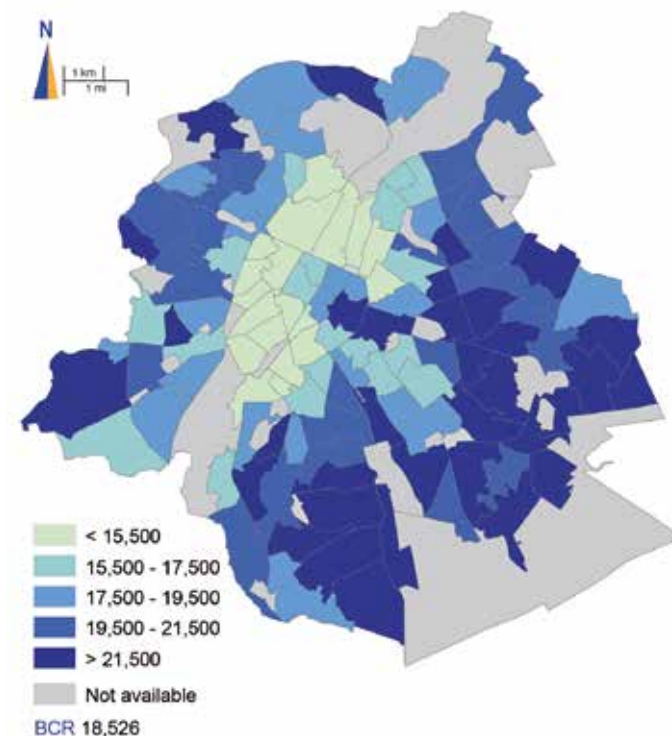 N
1 km
1 mi
< 15,500
15,500 - 17,500
17,500 - 19,500
19,500 - 21,500
> 21,500
Not available
BCR 18,526